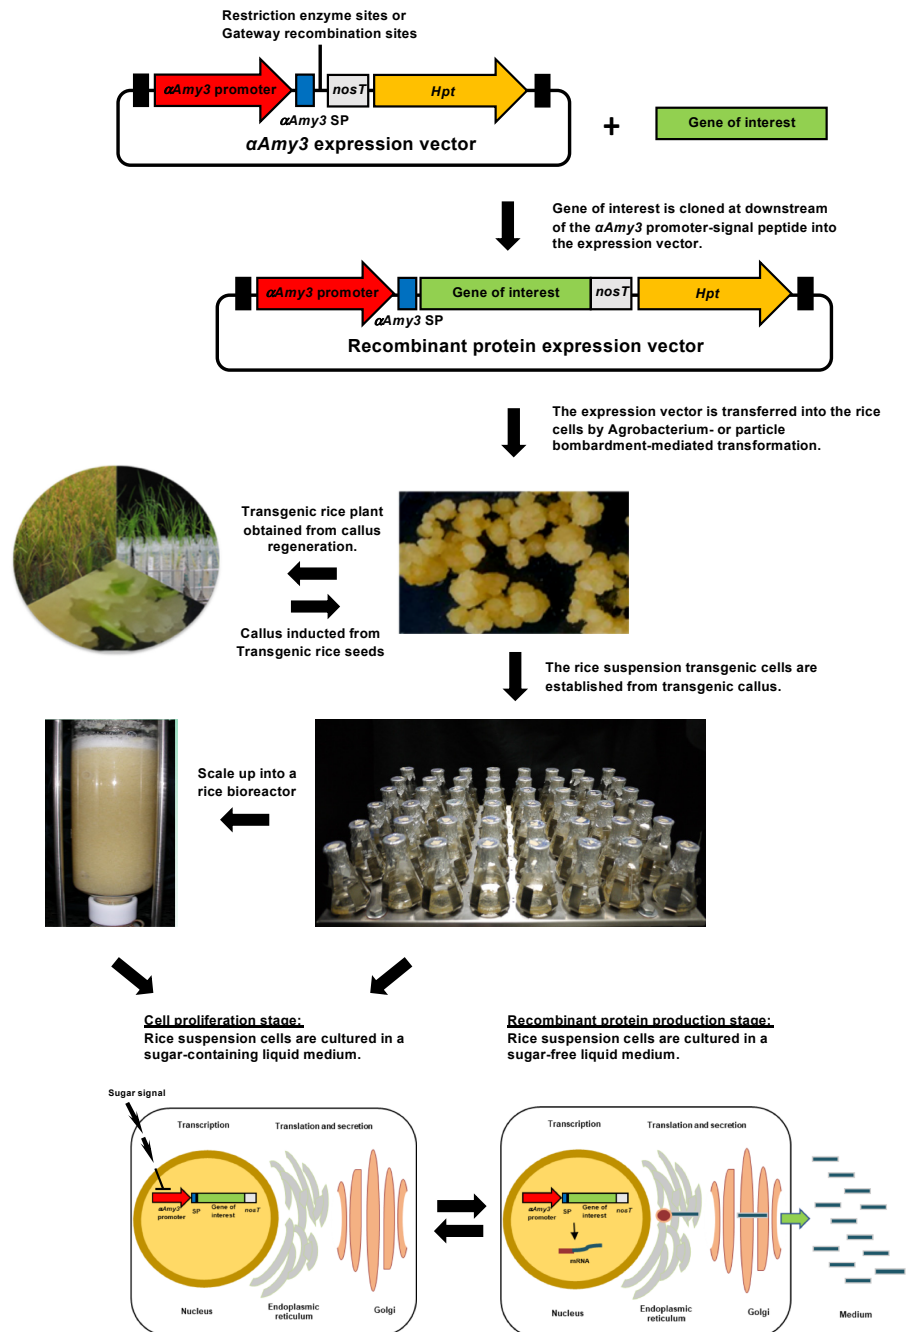 Restriction enzyme sites or
Gateway recombination sites
αAmy3 promoter
nosT
Hpt
αAmy3 SP
αAmy3 expression vector
+
Gene of interest
Gene of interest is cloned at downstream
of the αAmy3 promoter-signal peptide into
the expression vector.
αAmy3 promoter
Gene of interest
nosT
Hpt
αAmy3 SP
Recombinant protein expression vector
The expression vector is transferred into the rice
cells by Agrobacterium- or particle
bombardment-mediated transformation.
Transgenic rice plant
obtained from callus
regeneration.
Callus inducted from
Transgenic rice seeds
The rice suspension transgenic cells are
established from transgenic callus.
Scale up into a
rice bioreactor
Cell proliferation stage:
Rice suspension cells are cultured in a
sugar-containing liquid medium.
Recombinant protein production stage:
Rice suspension cells are cultured in a
sugar-free liquid medium.
Sugar signal
Transcription
Translation and secretion
αAmy3
promoter
SP
Gene of
interest
nosT
Nucleus
Endoplasmic
reticulum
Golgi
Transcription
Translation and secretion
αAmy3
promoter
SP
Gene of
interest
nosT
mRNA
Nucleus
Endoplasmic
reticulum
Golgi
Medium